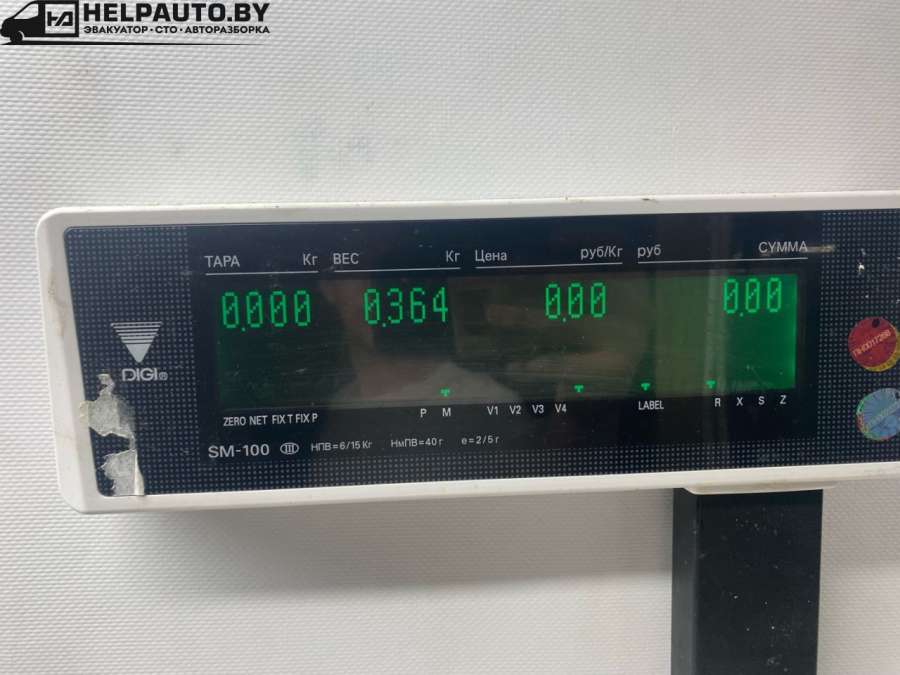 HELPAUTO.BY
ЭВАКУАТОР · СТО · АВТОРАЗБОРКА
ТАРА Кг ВЕС Кг Цена руб/Кг руб СУММА
0.000 0.364 0.00 0.00
DIGI®
ZERO NET FIX T FIX P P M V1 V2 V3 V4 LABEL R X S Z
SM-100 III НПВ=6/15 Кг НмПВ=40 г e=2/5 г